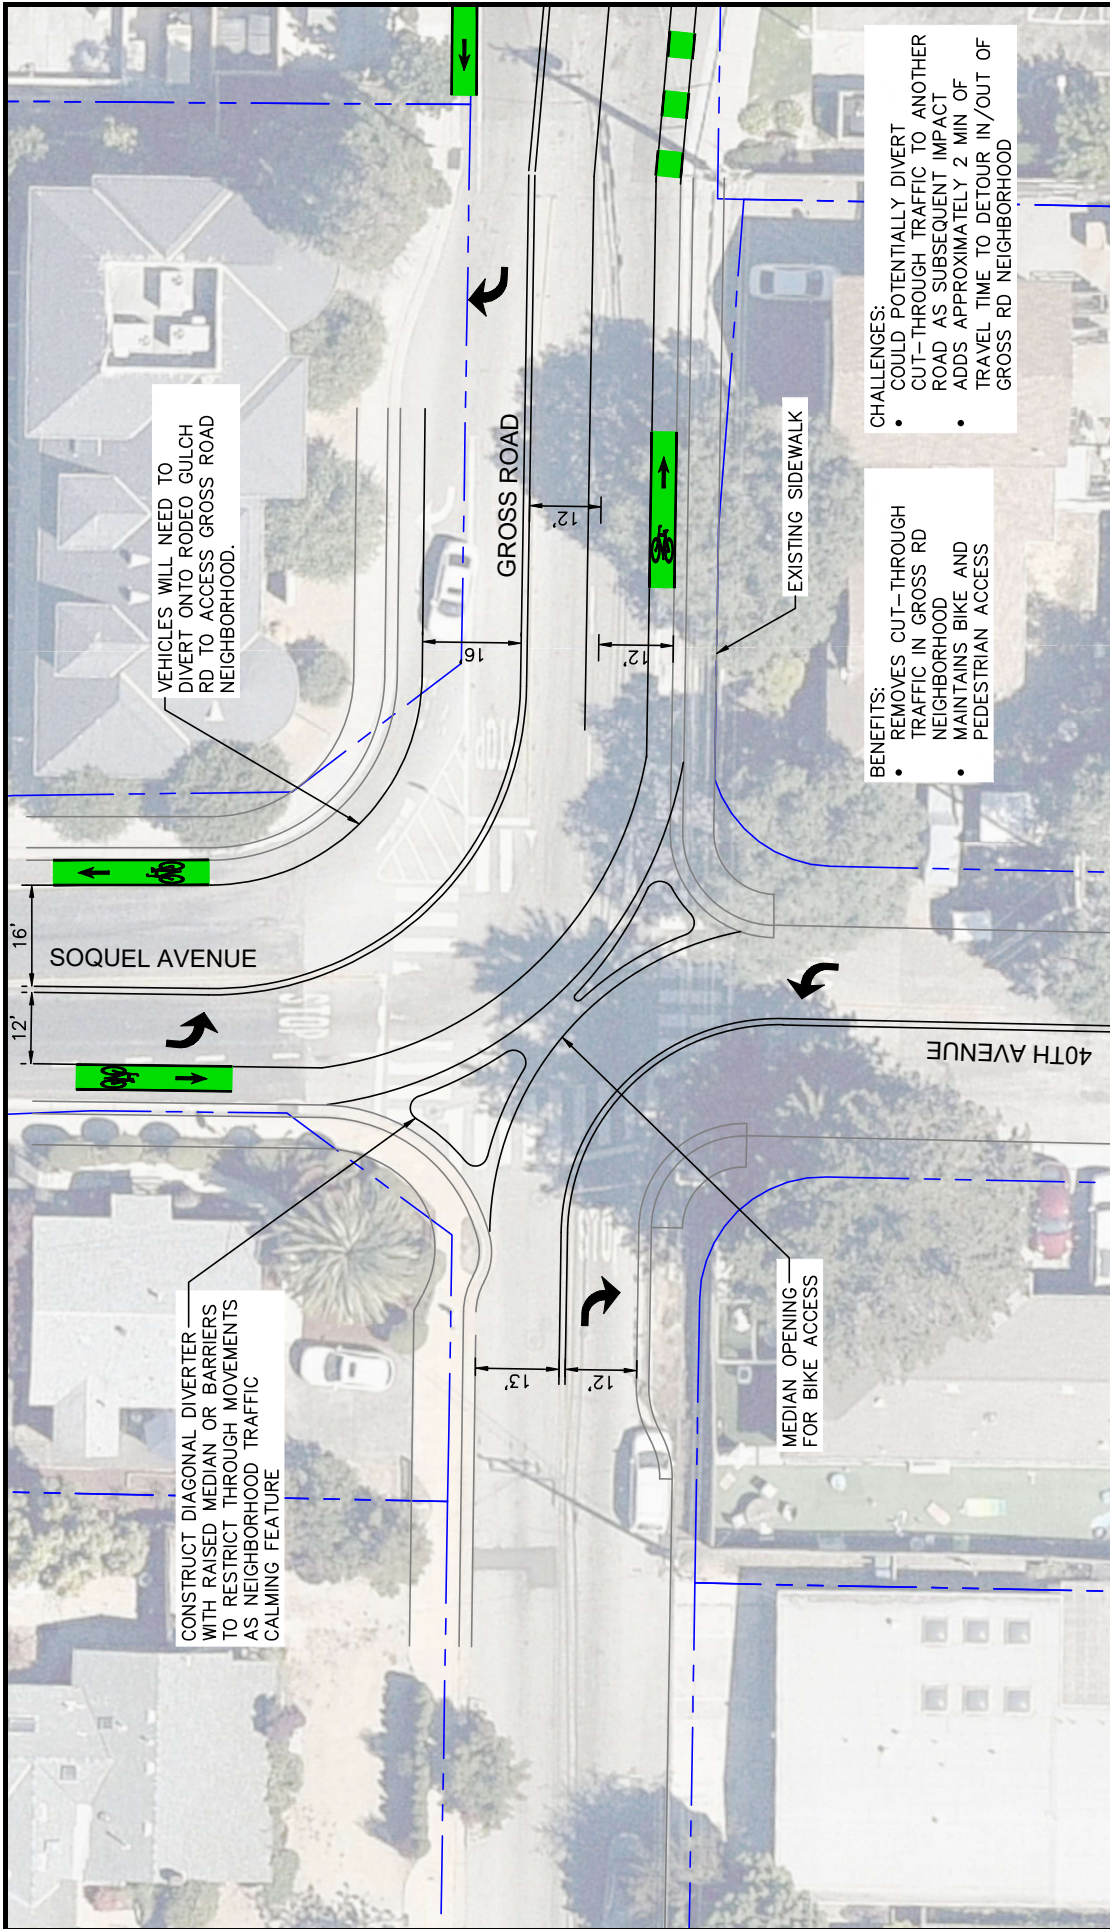 CONSTRUCT DIAGONAL DIVERTER
WITH RAISED MEDIAN OR BARRIERS
TO RESTRICT THROUGH MOVEMENTS
AS NEIGHBORHOOD TRAFFIC
CALMING FEATURE
VEHICLES WILL NEED TO
DIVERT ONTO RODEO GULCH
RD TO ACCESS GROSS ROAD
NEIGHBORHOOD.
12'
16'
SOQUEL AVENUE
STOP
GROSS ROAD
16'
12'
12'
STOP
13'
12'
STOP
MEDIAN OPENING
FOR BIKE ACCESS
40TH AVENUE
EXISTING SIDEWALK
BENEFITS:
• REMOVES CUT-THROUGH
TRAFFIC IN GROSS RD
NEIGHBORHOOD
• MAINTAINS BIKE AND
PEDESTRIAN ACCESS
CHALLENGES:
• COULD POTENTIALLY DIVERT
CUT-THROUGH TRAFFIC TO ANOTHER
ROAD AS SUBSEQUENT IMPACT
• ADDS APPROXIMATELY 2 MIN OF
TRAVEL TIME TO DETOUR IN/OUT OF
GROSS RD NEIGHBORHOOD